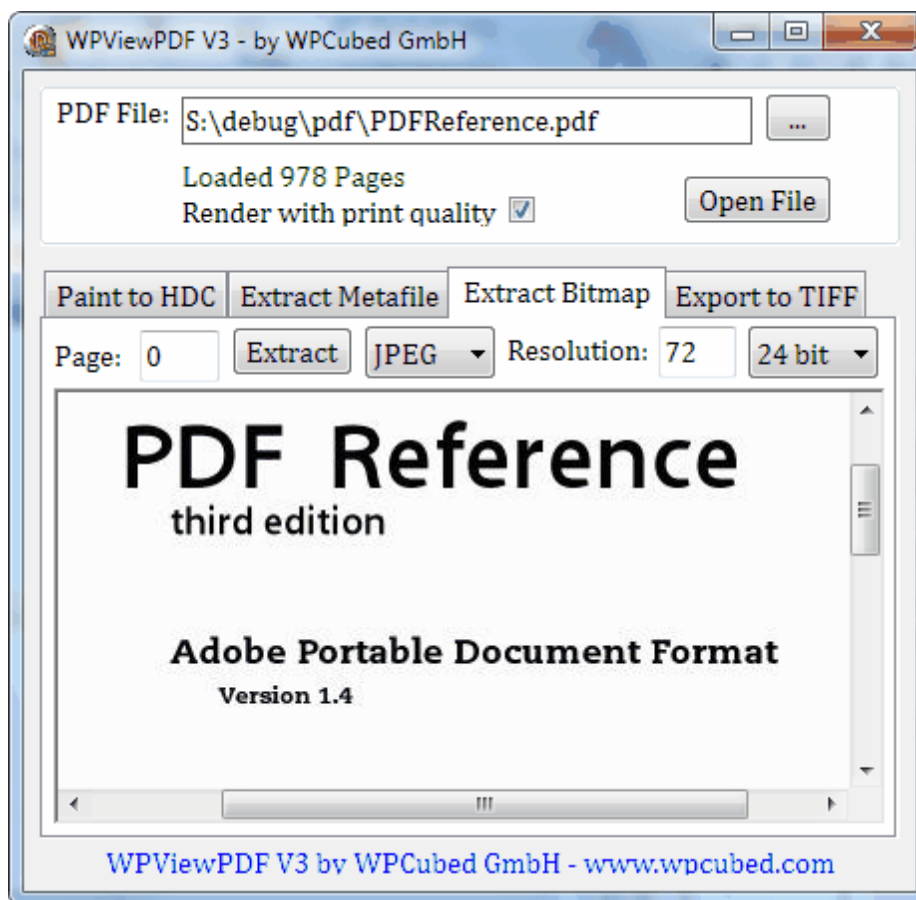 WPViewPDF V3 - by WPCubed GmbH
PDF File: S:\debug\pdf\PDFReference.pdf ...
Loaded 978 Pages
Render with print quality
Open File
Paint to HDC Extract Metafile Extract Bitmap Export to TIFF
Page: 0 Extract JPEG Resolution: 72 24 bit
PDF Reference
third edition
Adobe Portable Document Format
Version 1.4
WPViewPDF V3 by WPCubed GmbH - www.wpcubed.com